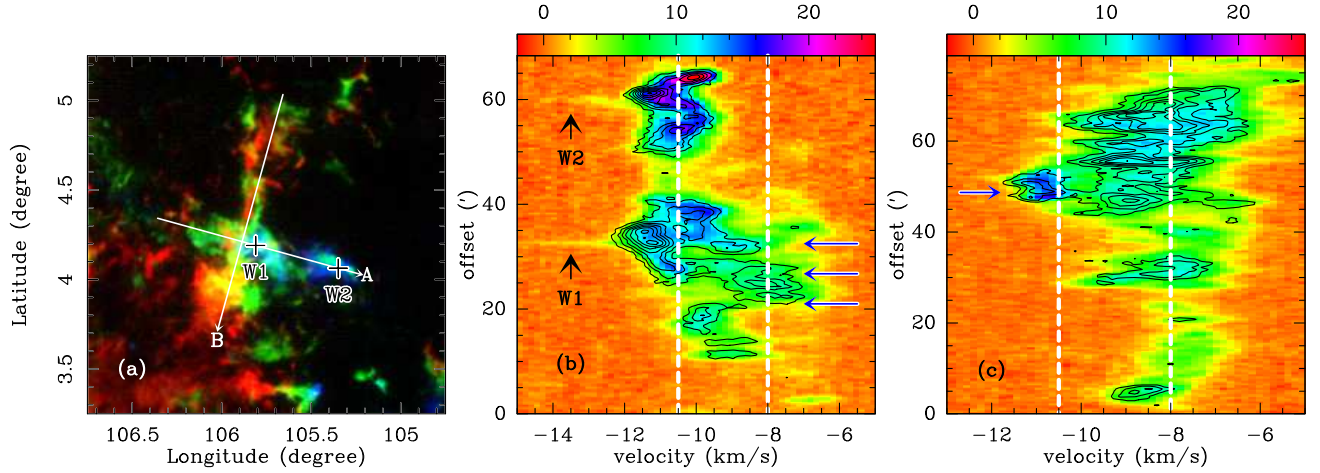 0 10 20
0 10 20
Latitude (degree)
5
4.5
4
3.5
W1
W2
A
B
(a)
106.5 106 105.5 105
Longitude (degree)
offset (')
60
40
20
0
W2
W1
(b)
−14 −12 −10 −8 −6
velocity (km/s)
offset (')
60
40
20
0
(c)
−12 −10 −8 −6
velocity (km/s)